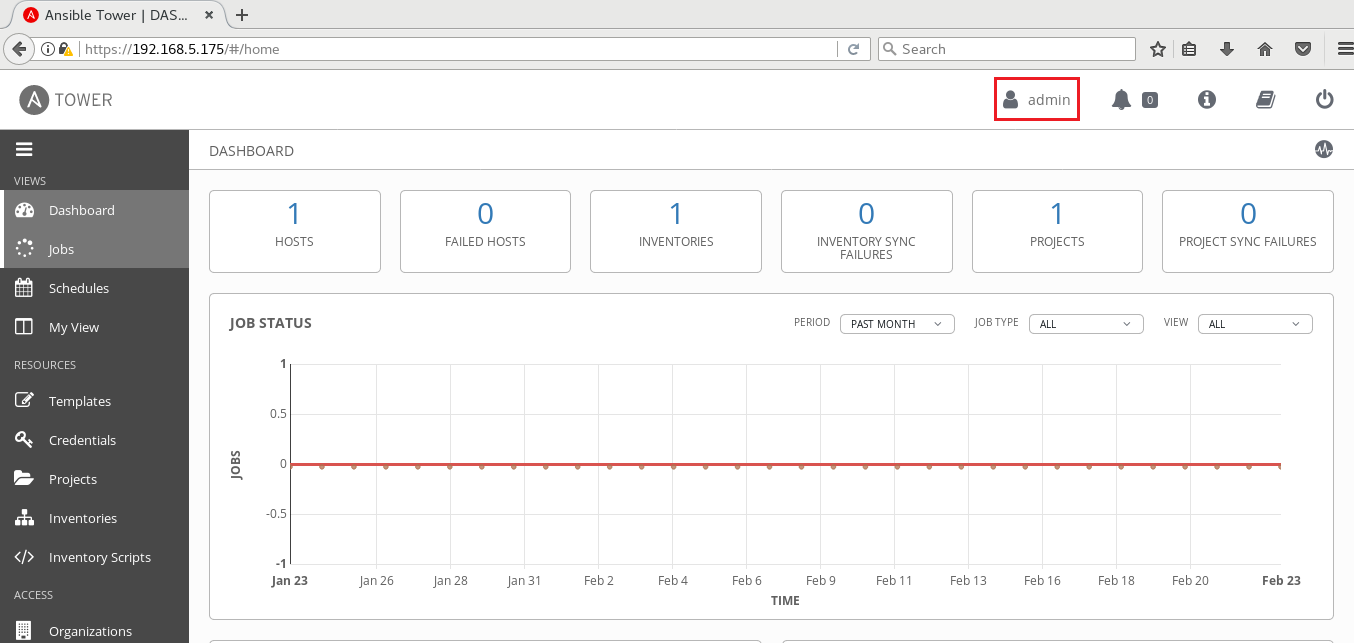 Ansible Tower | DAS...
https://192.168.5.175/#/home
Search
TOWER
admin
0
VIEWS
Dashboard
Jobs
Schedules
My View
RESOURCES
Templates
Credentials
Projects
Inventories
Inventory Scripts
ACCESS
Organizations
DASHBOARD
1
HOSTS
0
FAILED HOSTS
1
INVENTORIES
0
INVENTORY SYNC
FAILURES
1
PROJECTS
0
PROJECT SYNC FAILURES
JOB STATUS
PERIOD PAST MONTH JOB TYPE ALL VIEW ALL
1
0.5
0
-0.5
-1
JOBS
Jan 23 Jan 26 Jan 28 Jan 31 Feb 2 Feb 4 Feb 6 Feb 9 Feb 11 Feb 13 Feb 16 Feb 18 Feb 20 Feb 23
TIME